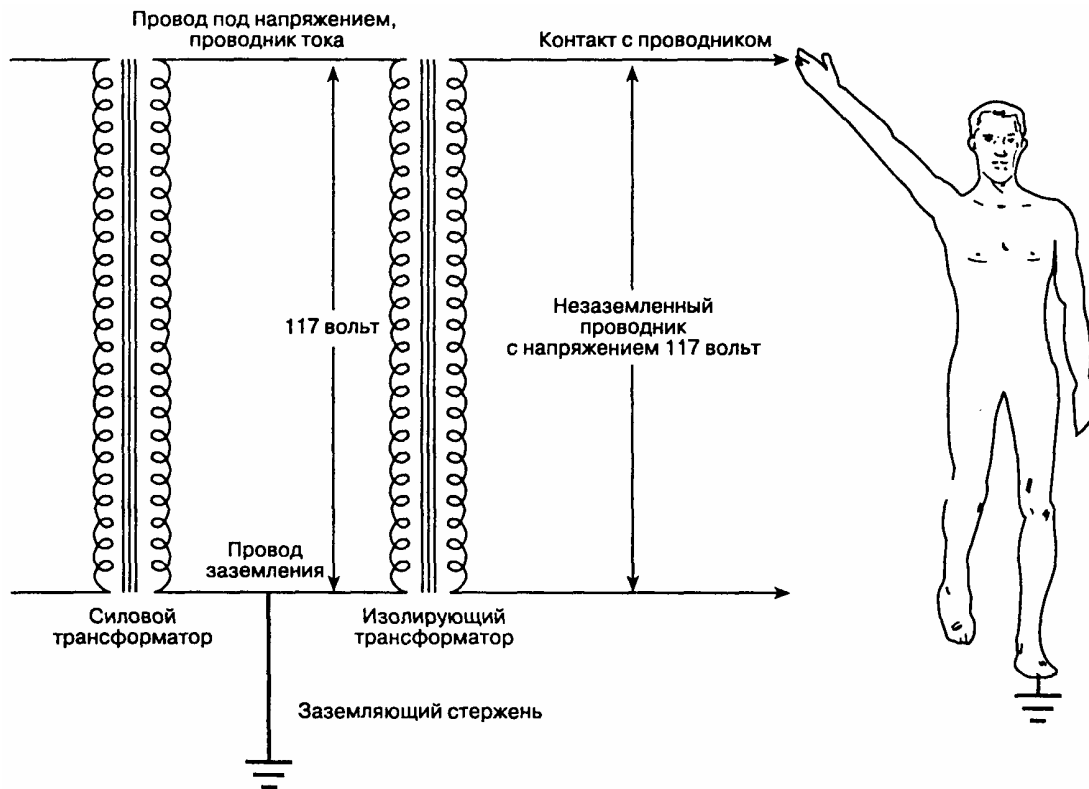 Провод под напряжением,
проводник тока
Контакт с проводником
117 вольт
Незаземленный
проводник
с напряжением 117 вольт
Провод
заземления
Силовой
трансформатор
Изолирующий
трансформатор
Заземляющий стержень